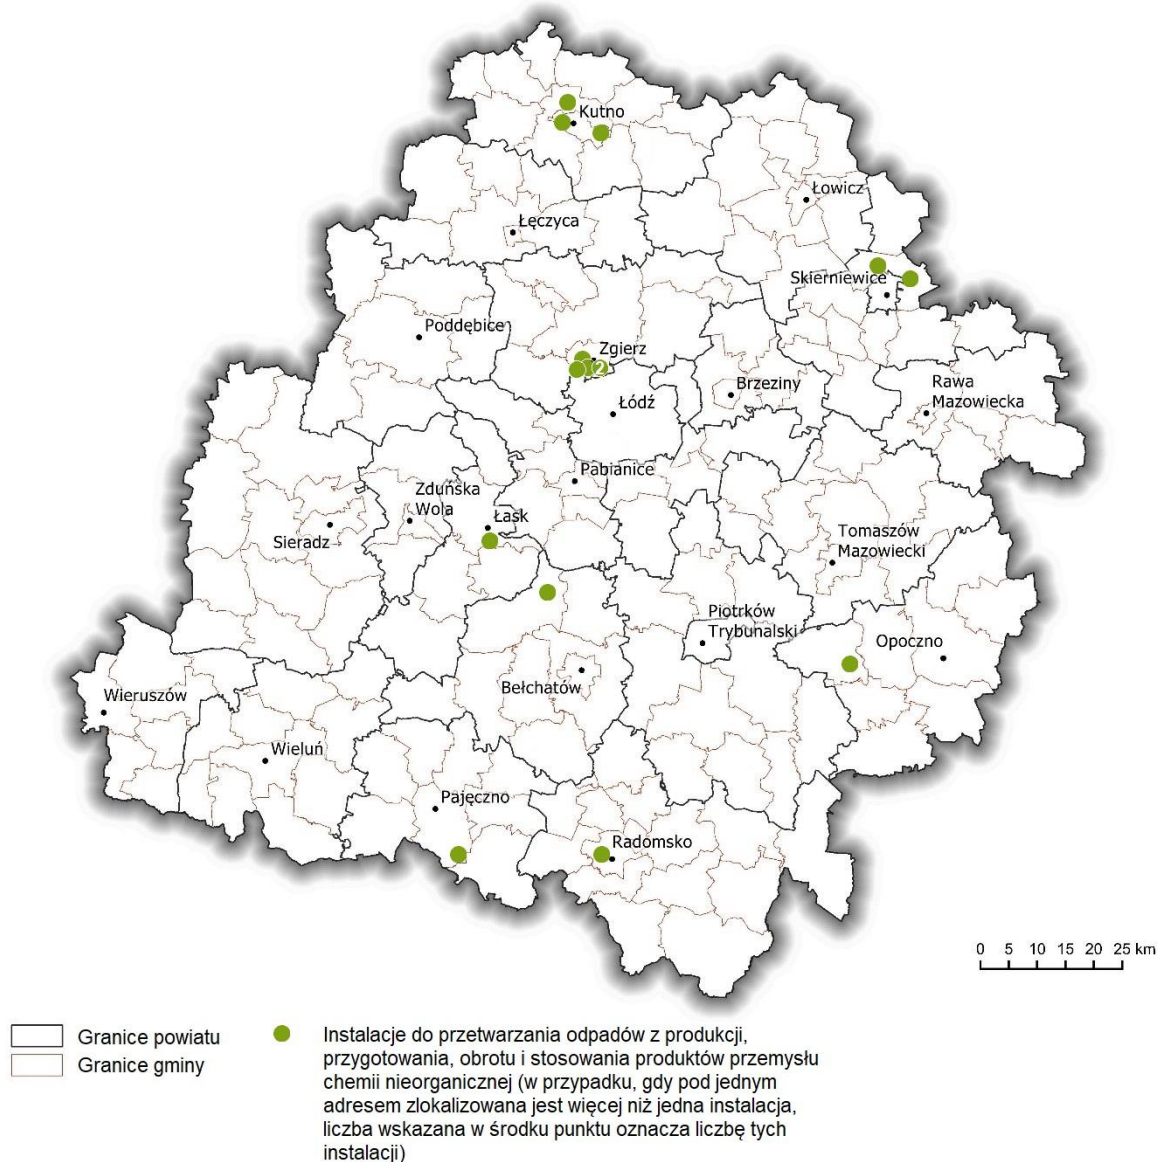 Kutno
Łowicz
Łęczyca
Skierniewice
Poddębice
Zgierz
2
Brzeziny
Rawa
Mazowiecka
Łódź
Pabianice
Zduńska
Wola
Łask
Sieradz
Tomaszów
Mazowiecki
Piotrków
Trybunalski
Opoczno
Bełchatów
Wieruszów
Wieluń
Pajęczno
Radomsko
0 5 10 15 20 25 km
Granice powiatu
Granice gminy
Instalacje do przetwarzania odpadów z produkcji,
przygotowania, obrotu i stosowania produktów przemysłu
chemii nieorganicznej (w przypadku, gdy pod jednym
adresem zlokalizowana jest więcej niż jedna instalacja,
liczba wskazana w środku punktu oznacza liczbę tych
instalacji)